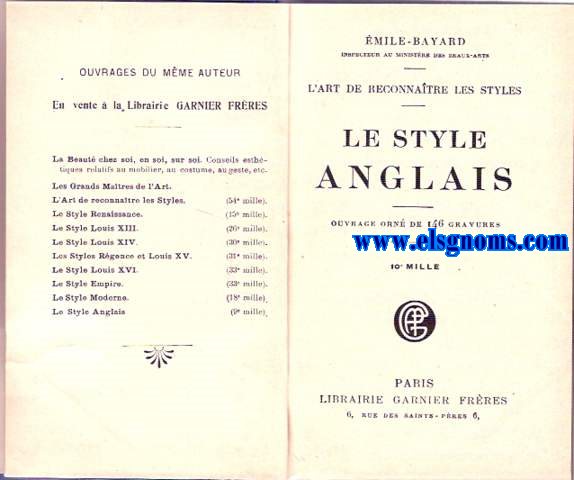 OUVRAGES DU MÊME AUTEUR
En vente à la Librairie GARNIER FRÈRES
La Beauté chez soi, en soi, sur soi. Conseils esthé-
tiques relatifs au mobilier, au costume, au geste, etc.
Les Grands Maîtres de l'Art.
L'Art de reconnaître les Styles. (54e mille).
Le Style Renaissance. (15e mille).
Le Style Louis XIII. (26e mille).
Le Style Louis XIV. (30e mille).
Les Styles Régence et Louis XV. (31e mille).
Le Style Louis XVI. (33e mille).
Le Style Empire. (33e mille).
Le Style Moderne. (18e mille).
Le Style Anglais (9e mille).
ÉMILE-BAYARD
INSPECTEUR AU MINISTÈRE DES BEAUX-ARTS
L'ART DE RECONNAÎTRE LES STYLES
LE STYLE
ANGLAIS
OUVRAGE ORNÉ DE 146 GRAVURES
www.elsgnoms.com
10e MILLE
PARIS
LIBRAIRIE GARNIER FRÈRES
6, RUE DES SAINTS-PÈRES 6,